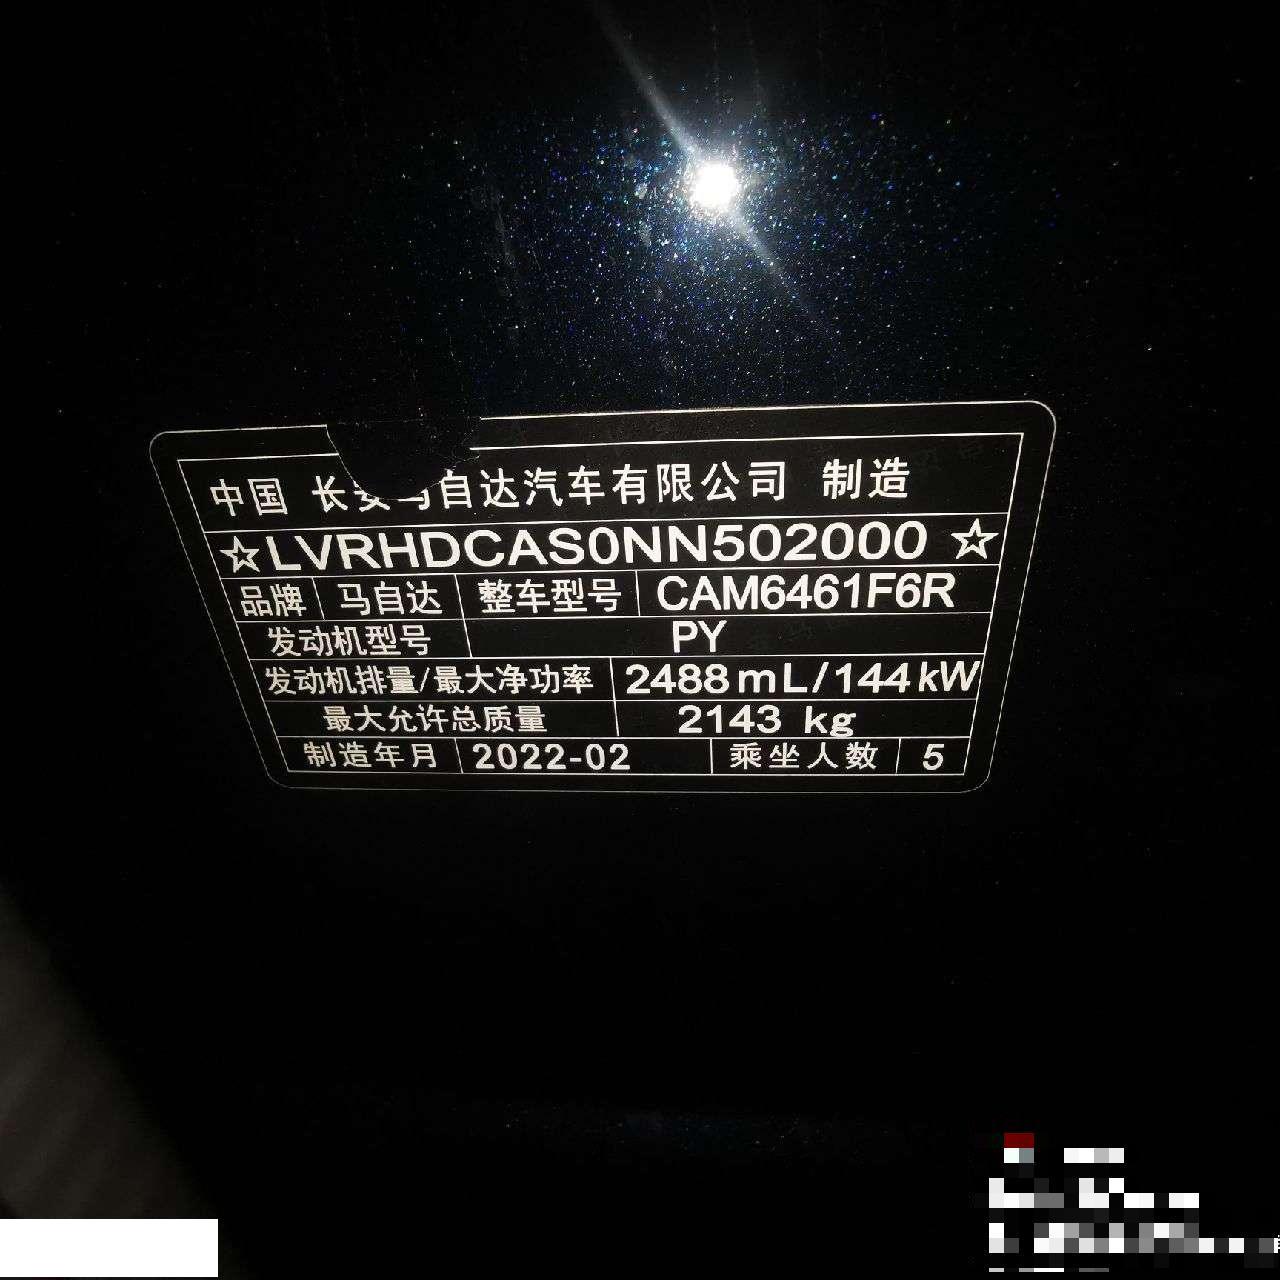 中国 长安马自达汽车有限公司 制造
☆LVRHDCAS0NN502000☆
品牌 马自达 整车型号 CAM6461F6R
发动机型号 PY
发动机排量/最大净功率 2488mL/144kW
最大允许总质量 2143 kg
制造年月 2022-02 乘坐人数 5